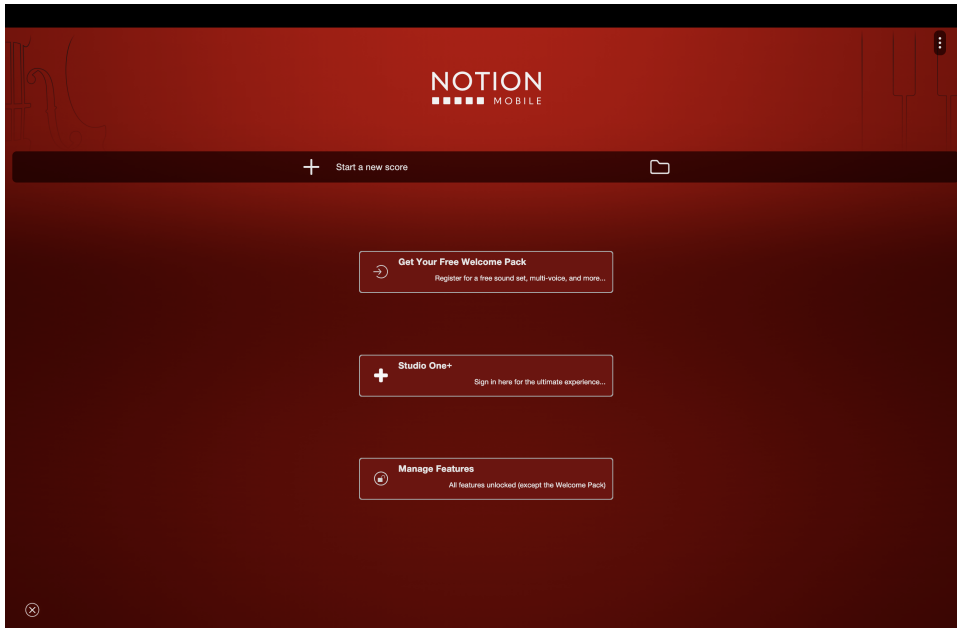 NOTION
MOBILE
Start a new score
Get Your Free Welcome Pack
Register for a free sound set, multi-voice, and more...
Studio One+
Sign in here for the ultimate experience...
Manage Features
All features unlocked (except the Welcome Pack)